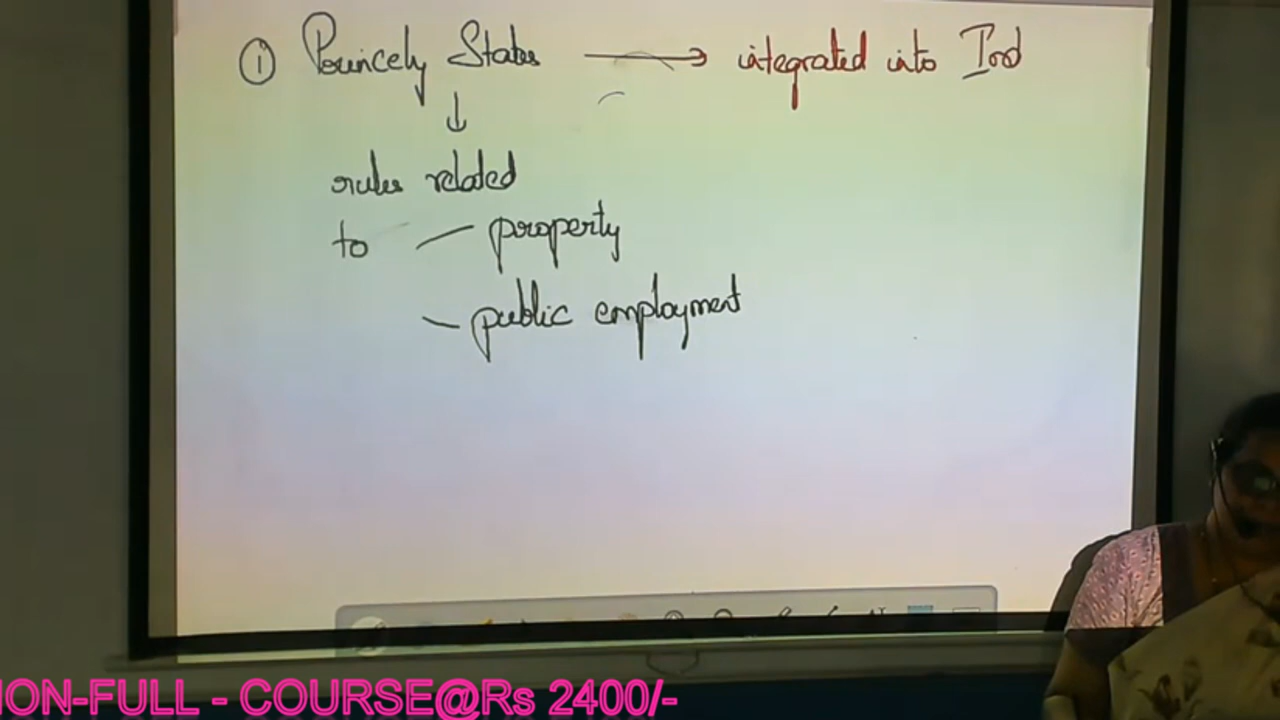 ① Princely States → integrated into Ind
↓
rules related
to - property
- public employment
ION-FULL - COURSE@Rs 2400/-